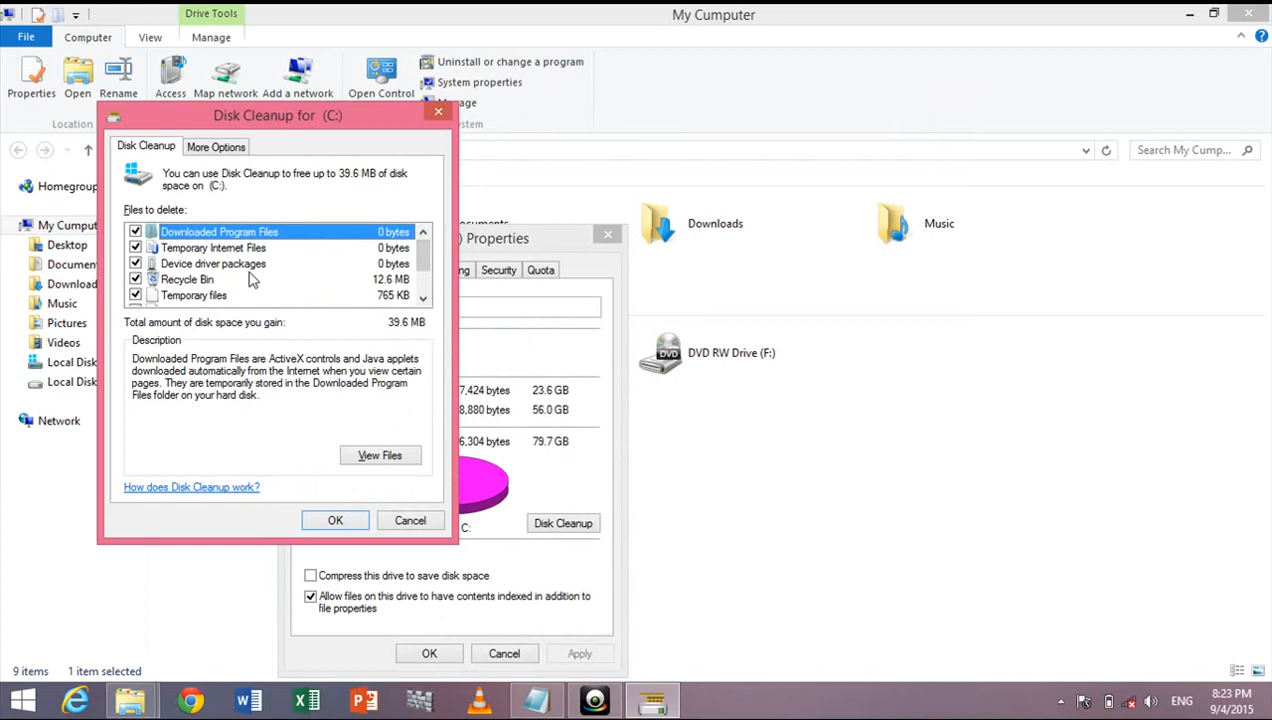 Drive Tools
My Computer
File
Computer
View
Manage
Properties
Open
Rename
Access
Map network
Add a network
Open Control
Uninstall or change a program
System properties
Location
Disk Cleanup for (C:)
Search My Cump...
Disk Cleanup
More Options
You can use Disk Cleanup to free up to 39.6 MB of disk
space on (C:).
Files to delete:
Downloaded Program Files 0 bytes
Temporary Internet Files 0 bytes
Device driver packages 0 bytes
Recycle Bin 12.6 MB
Temporary files 765 KB
Total amount of disk space you gain: 39.6 MB
Description
Downloaded Program Files are ActiveX controls and Java applets
downloaded automatically from the Internet when you view certain
pages. They are temporarily stored in the Downloaded Program
Files folder on your hard disk.
View Files
How does Disk Cleanup work?
OK
Cancel
Homegroup
My Comput
Desktop
Document
Download
Music
Pictures
Videos
Local Disk
Local Disk
Network
) Properties
Security
Quota
7,424 bytes 23.6 GB
8,880 bytes 56.0 GB
6,304 bytes 79.7 GB
C:
Disk Cleanup
Compress this drive to save disk space
Allow files on this drive to have contents indexed in addition to
file properties
OK
Cancel
Apply
Downloads
Music
DVD RW Drive (F:)
DVD
9 items
1 item selected
ENG
8:23 PM
9/4/2015